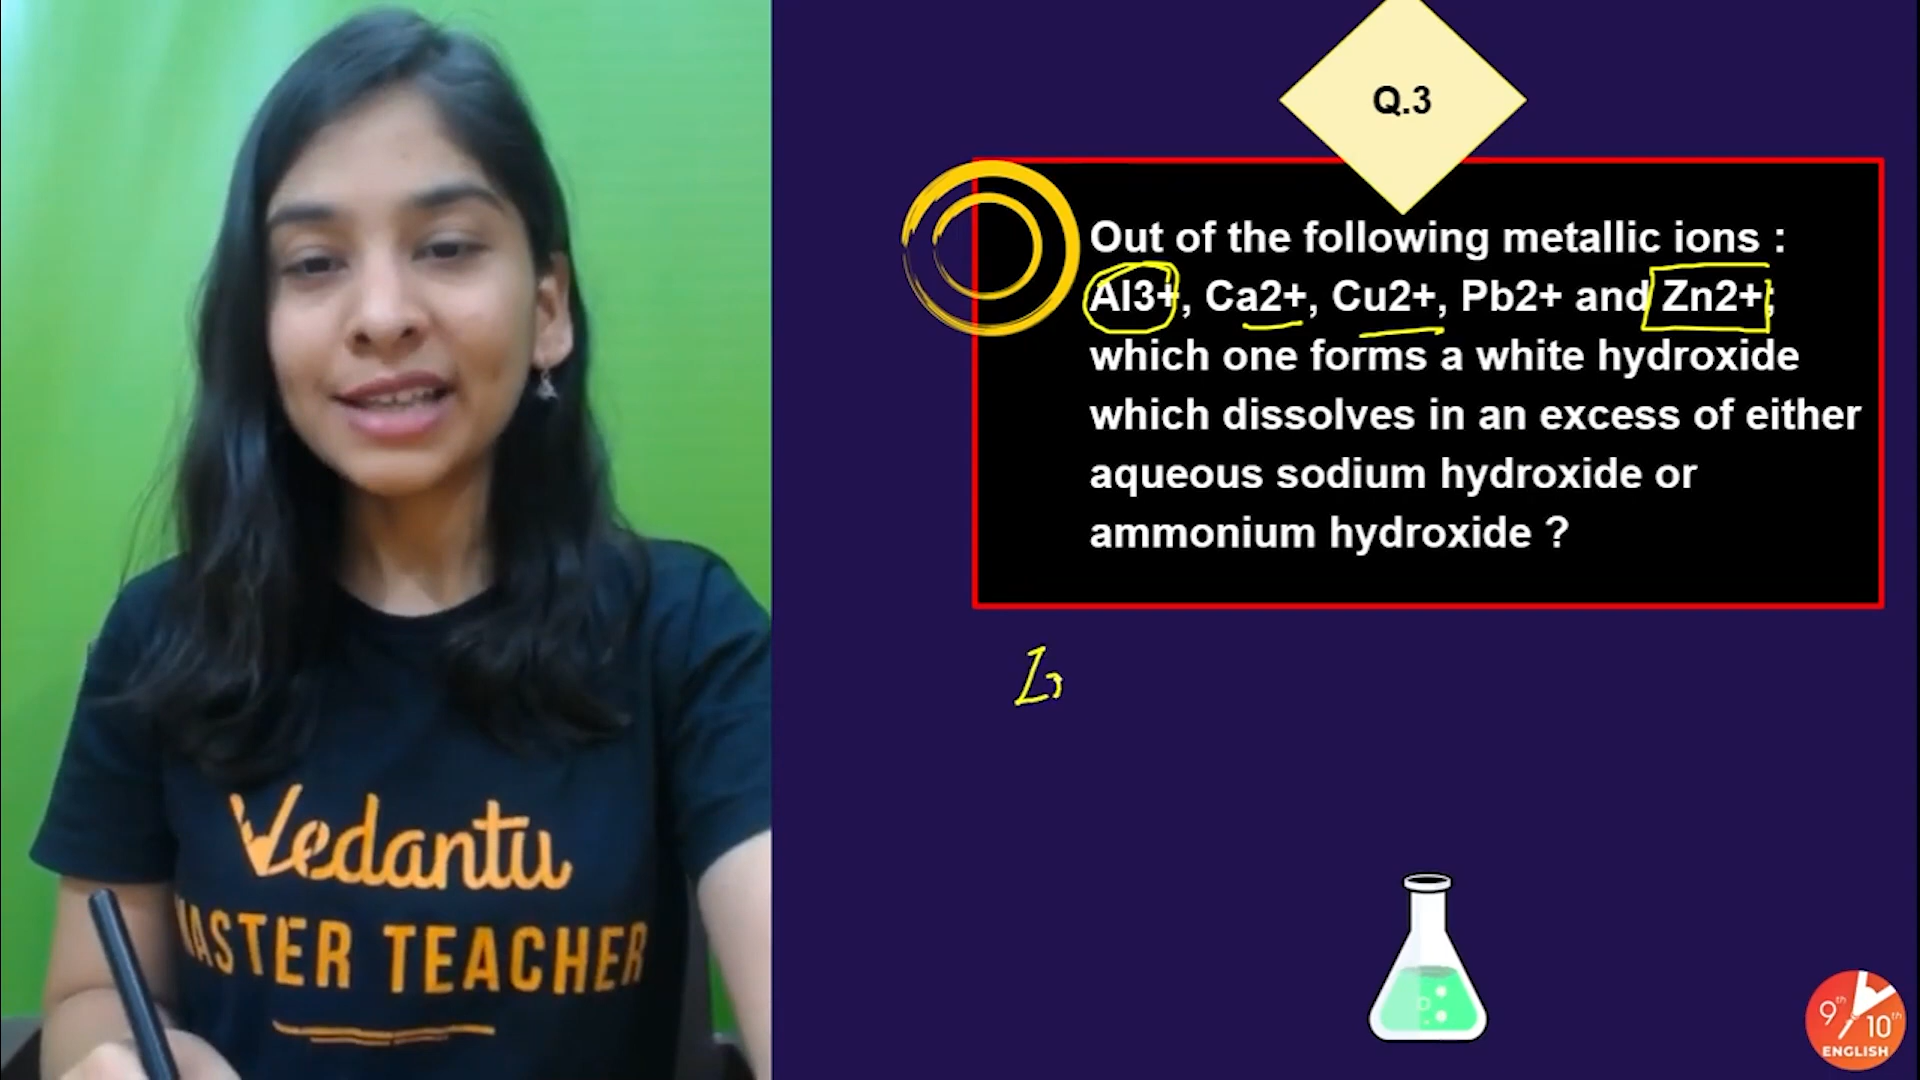 Vedantu
MASTER TEACHER
Q.3
Out of the following metallic ions :
Al3+, Ca2+, Cu2+, Pb2+ and Zn2+;
which one forms a white hydroxide
which dissolves in an excess of either
aqueous sodium hydroxide or
ammonium hydroxide ?
9th
10th
ENGLISH